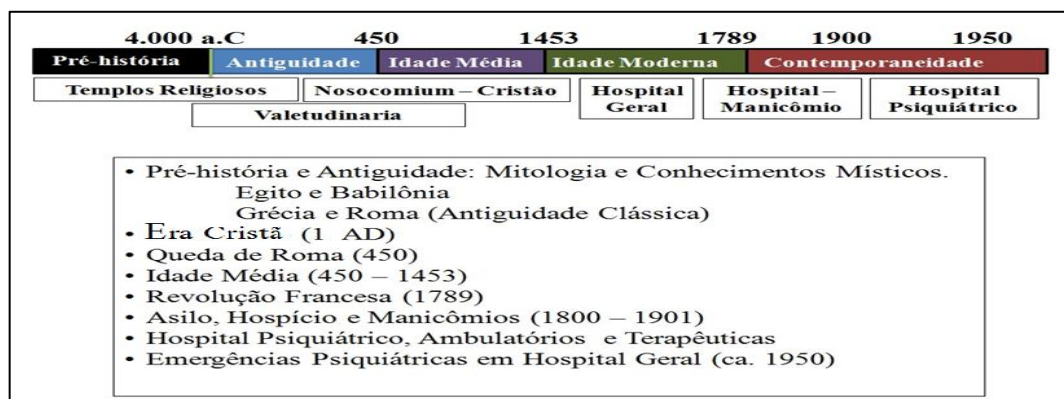 4.000 a.C 450 1453 1789 1900 1950
Pré-história Antiguidade Idade Média Idade Moderna Contemporaneidade
Templos Religiosos Nosocomium – Cristão Hospital Geral Hospital – Manicômio Hospital Psiquiátrico
Valetudinaria
• Pré-história e Antiguidade: Mitologia e Conhecimentos Místicos.
Egito e Babilônia
Grécia e Roma (Antiguidade Clássica)
• Era Cristã (1 AD)
• Queda de Roma (450)
• Idade Média (450 – 1453)
• Revolução Francesa (1789)
• Asilo, Hospício e Manicômios (1800 – 1901)
• Hospital Psiquiátrico, Ambulatórios e Terapêuticas
• Emergências Psiquiátricas em Hospital Geral (ca. 1950)